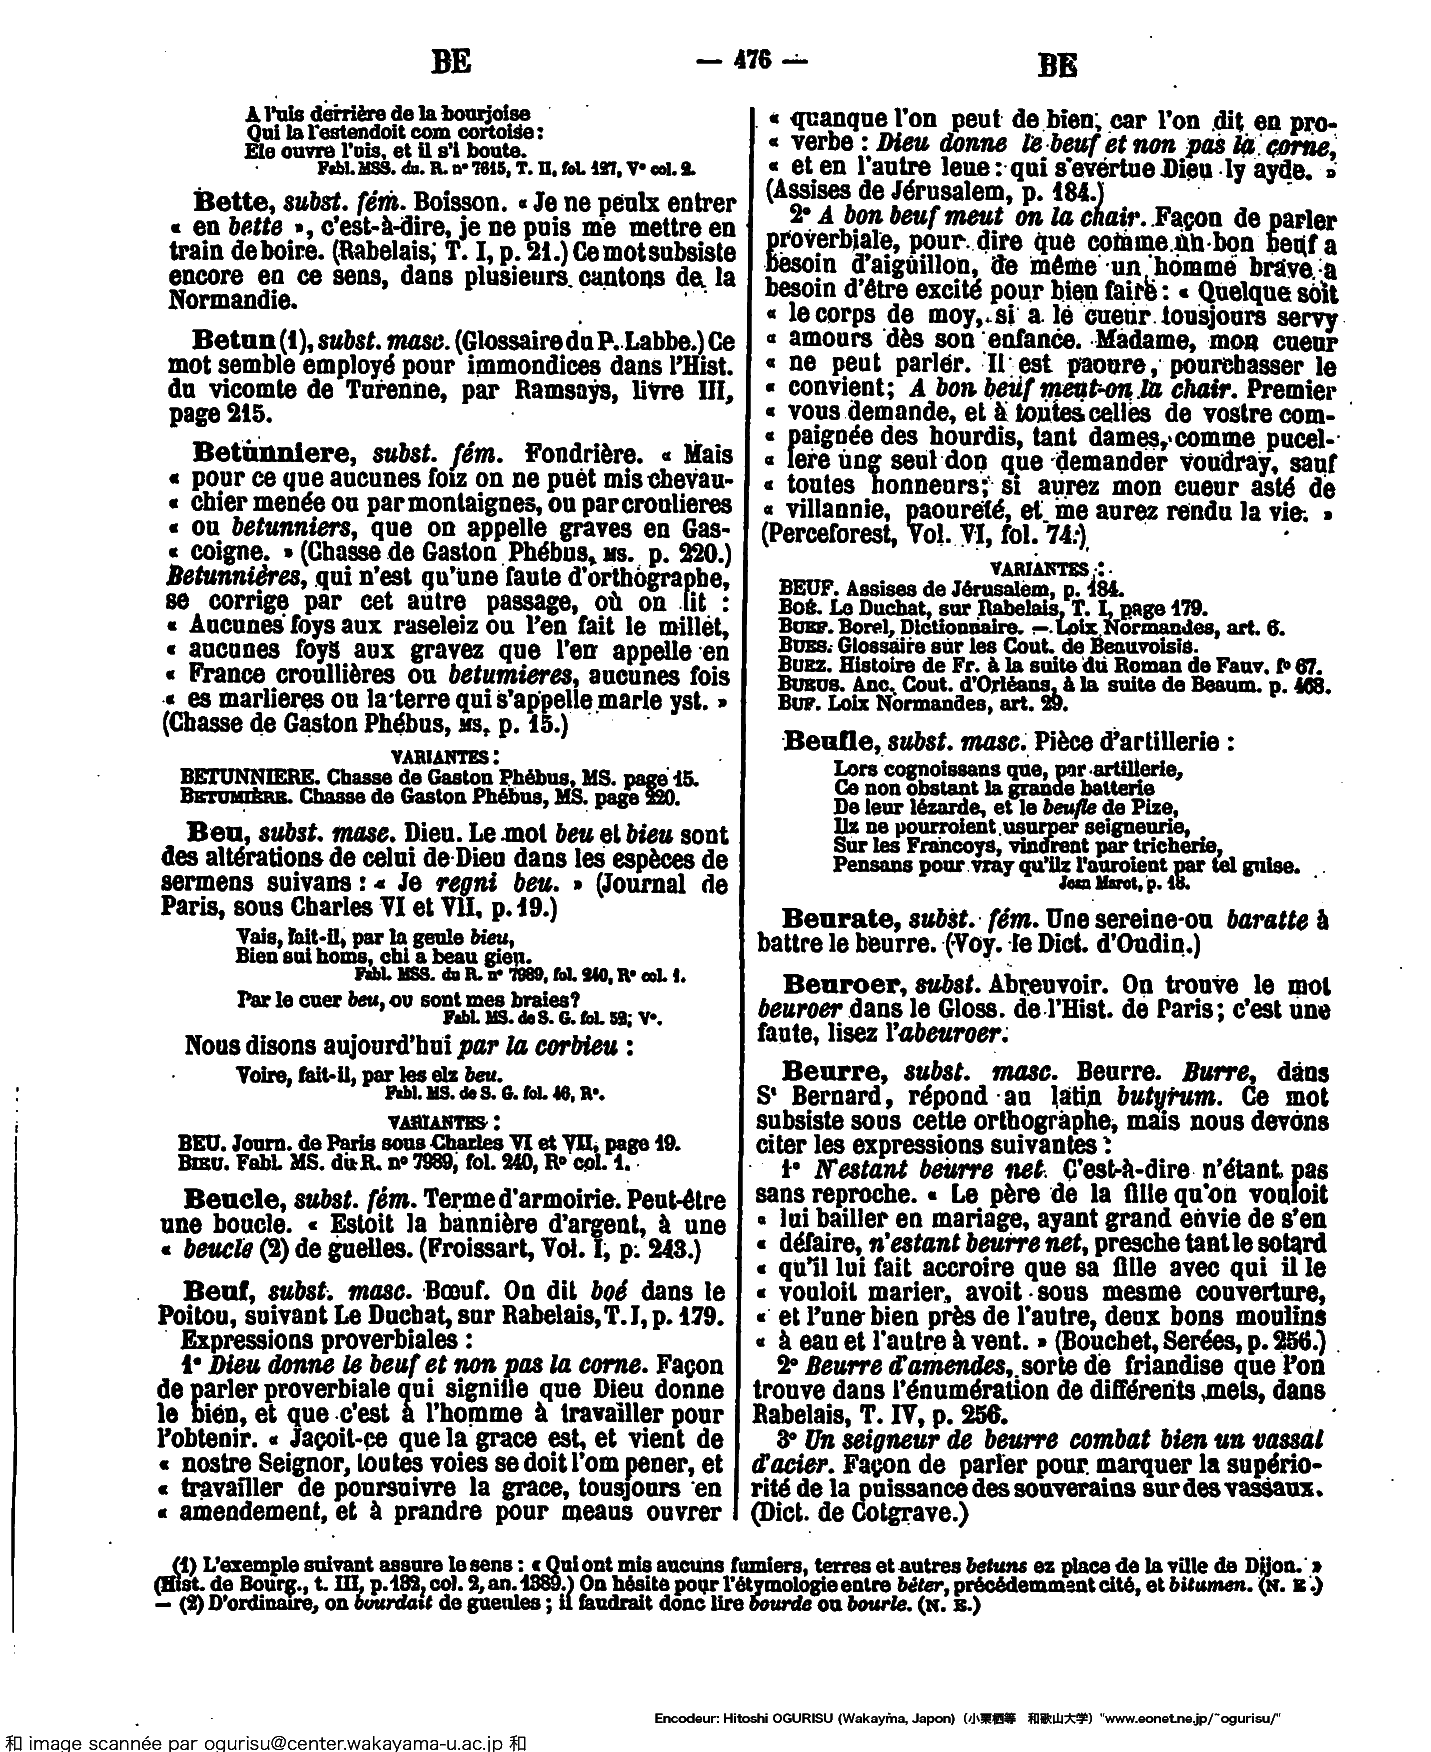 BE — 476 — BE
A l'uis derrière de la bourjoise
Qui la l'estendoit com cortoise :
Ele ouvre l'uis, et il s'i boute.
Fabl. MSS. du. R. nº 7615, T. II, fol. 127, Vº col. 2.
Bette, subst. fém. Boisson. « Je ne peulx entrer
« en bette », c'est-à-dire, je ne puis me mettre en
train de boire. (Rabelais, T. I, p. 21.) Ce mot subsiste
encore en ce sens, dans plusieurs cantons de la
Normandie.
Betun (1), subst. masc. (Glossaire du P. Labbe.) Ce
mot semble employé pour immondices dans l'Hist.
du vicomte de Turenne, par Ramsays, livre III,
page 215.
Betunniere, subst. fém. Fondrière. « Mais
« pour ce que aucunes foiz on ne puet mis chevau-
« chier menée ou par montaignes, ou par croulieres
« ou betunniers, que on appelle graves en Gas-
« coigne. » (Chasse de Gaston Phébus, MS. p. 220.)
Betunnières, qui n'est qu'une faute d'orthographe,
se corrige par cet autre passage, où on lit :
« Aucunes foys aux raseleiz ou l'en fait le millet,
« aucunes foys aux gravez que l'en appelle en
« France croullières ou betumieres, aucunes fois
« es marlieres ou la terre qui s'appelle marle yst. »
(Chasse de Gaston Phébus, MS. p. 15.)
VARIANTES :
BETUNNIERE. Chasse de Gaston Phébus, MS. page 15.
BETUMIÈRE. Chasse de Gaston Phébus, MS. page 220.
Beu, subst. masc. Dieu. Le mot beu et bieu sont
des altérations de celui de Dieu dans les espèces de
sermens suivans : « Je regni beu. » (Journal de
Paris, sous Charles VI et VII, p. 19.)
Vais, fait-il, par la geule bieu,
Bien sui homs, chi a beau gieu.
Fabl. MSS. du R. nº 7989, fol. 240, Rº col. 1.
Par le cuer beu, ou sont mes braies?
Fabl. MS. de S. G. fol. 52, Vº.
Nous disons aujourd'hui par la corbieu :
Voire, fait-il, par les elz beu.
Fabl. MS. de S. G. fol. 46, Rº.
VARIANTES :
BEU. Journ. de Paris sous Charles VI et VII, page 19.
BIEU. Fabl. MS. du R. nº 7989, fol. 240, Rº col. 1.
Beucle, subst. fém. Terme d'armoirie. Peut-être
une boucle. « Estoit la bannière d'argent, à une
« beucle (2) de guelles. (Froissart, Vol. I, p. 243.)
Beuf, subst. masc. Bœuf. On dit boé dans le
Poitou, suivant Le Duchat, sur Rabelais, T. I, p. 179.
Expressions proverbiales :
1º Dieu donne le beuf et non pas la corne. Façon
de parler proverbiale qui signifie que Dieu donne
le bien, et que c'est à l'homme à travailler pour
l'obtenir. « Jaçoit-ce que la grace est, et vient de
« nostre Seignor, toutes voies se doit l'om pener, et
« travailler de poursuivre la grace, tousjours en
« amendement, et à prandre pour meaus ouvrer
« quanque l'on peut de bien, car l'on dit en pro-
« verbe : Dieu donne le beuf et non pas la corne,
« et en l'autre leue : qui s'evertue Dieu ly ayde. »
(Assises de Jérusalem, p. 184.)
2º A bon beuf meut on la chair. Façon de parler
proverbiale, pour dire que comme un bon beuf a
besoin d'aiguillon, de même un homme brave a
besoin d'être excité pour bien faire : « Quelque soit
« le corps de moy, si a le cueur tousjours servy
« amours dès son enfance. Madame, mon cueur
« ne peut parler. Il est paoure, pourchasser le
« convient; A bon beuf meut-on la chair. Premier
« vous demande, et à toutes celles de vostre com-
« paignée des hourdis, tant dames, comme pucel-
« lere ung seul don que demander voudray, sauf
« toutes honneurs; si aurez mon cueur asté de
« villannie, paoureté, et me aurez rendu la vie. »
(Perceforest, Vol. VI, fol. 74.)
VARIANTES :
BEUF. Assises de Jérusalem, p. 184.
BOÉ. Le Duchat, sur Rabelais, T. I, page 179.
BUEF. Borel, Dictionnaire. — Loix Normandes, art. 6.
BUES. Glossaire sur les Cout. de Beauvoisis.
BUEZ. Histoire de Fr. à la suite du Roman de Fauv. fº 67.
BUEUS. Anc. Cout. d'Orléans, à la suite de Beaum. p. 468.
BUF. Loix Normandes, art. 29.
Beufle, subst. masc. Pièce d'artillerie :
Lors cognoissans que, par artillerie,
Ce non obstant la grande batterie
De leur lézarde, et le beufle de Pize,
Ilz ne pourroient usurper seigneurie,
Sur les Francoys, vindrent par tricherie,
Pensans pour vray qu'ilz l'auroient par tel guise.
Jean Marot, p. 18.
Beurate, subst. fém. Une sereine ou baratte à
battre le beurre. (Voy. le Dict. d'Oudin.)
Beuroer, subst. Abreuvoir. On trouve le mot
beuroer dans le Gloss. de l'Hist. de Paris; c'est une
faute, lisez l'abeuroer.
Beurre, subst. masc. Beurre. Burre, dans
St Bernard, répond au latin butyrum. Ce mot
subsiste sous cette orthographe, mais nous devons
citer les expressions suivantes :
1º N'estant beurre net. C'est-à-dire n'étant pas
sans reproche. « Le père de la fille qu'on vouloit
« lui bailler en mariage, ayant grand envie de s'en
« défaire, n'estant beurre net, presche tant le sotard
« qu'il lui fait accroire que sa fille avec qui il le
« vouloit marier, avoit sous mesme couverture,
« et l'une bien près de l'autre, deux bons moulins
« à eau et l'autre à vent. » (Bouchet, Serées, p. 256.)
2º Beurre d'amendes, sorte de friandise que l'on
trouve dans l'énumération de différents mets, dans
Rabelais, T. IV, p. 256.
3º Un seigneur de beurre combat bien un vassal
d'acier. Façon de parler pour marquer la supério-
rité de la puissance des souverains sur des vassaux.
(Dict. de Cotgrave.)
(1) L'exemple suivant assure le sens : « Qui ont mis aucuns fumiers, terres et autres betuns ez place de la ville de Dijon. »
(Hist. de Bourg., t. III, p. 132, col. 2, an. 1389.) On hésite pour l'étymologie entre béter, précédemment cité, et bitumen. (N. E.)
— (2) D'ordinaire, on bourdait de gueules ; il faudrait donc lire bourde ou bourle. (N. E.)
Encodeur: Hitoshi OGURISU (Wakayma, Japon) (小栗栖等 和歌山大学) "www.eonet.ne.jp/~ogurisu/"
和 image scannée par ogurisu@center.wakayama-u.ac.jp 和